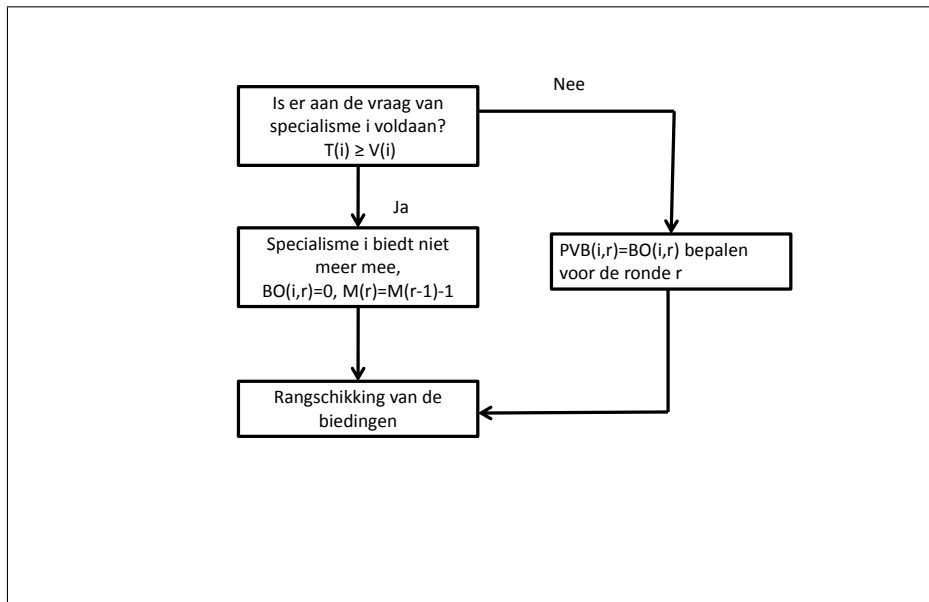 Nee
Is er aan de vraag van
specialisme i voldaan?
T(i) ≥ V(i)
Ja
Specialisme i biedt niet
meer mee,
BO(i,r)=0, M(r)=M(r-1)-1
PVB(i,r)=BO(i,r) bepalen
voor de ronde r
Rangschikking van de
biedingen